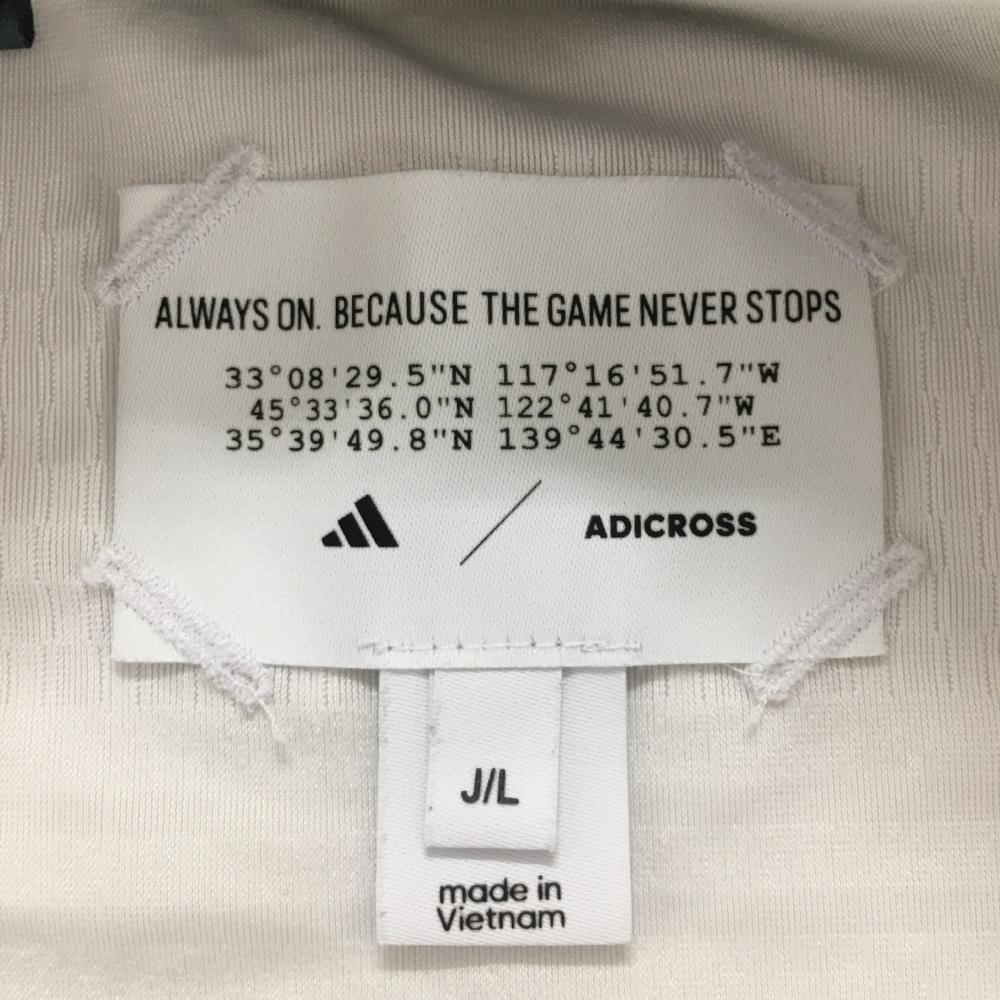 ALWAYS ON. BECAUSE THE GAME NEVER STOPS
33°08'29.5"N 117°16'51.7"W
45°33'36.0"N 122°41'40.7"W
35°39'49.8"N 139°44'30.5"E
ADICROSS
J/L
made in
Vietnam